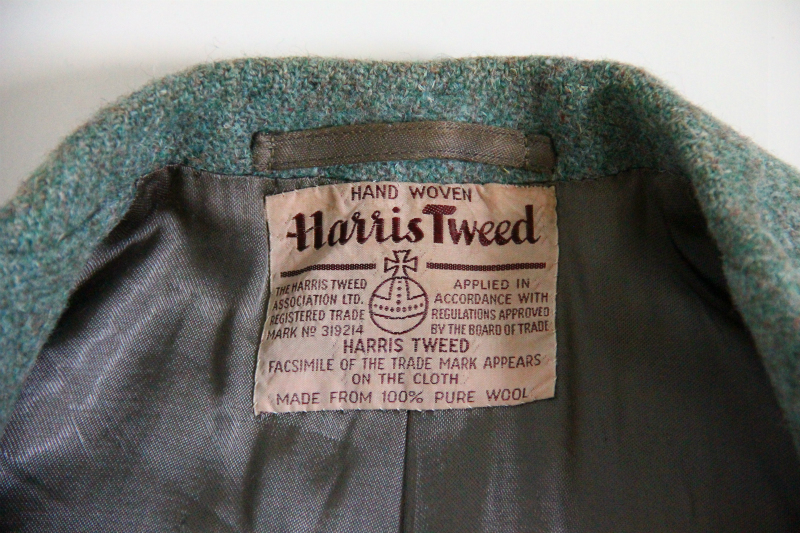 HAND WOVEN
Harris Tweed
THE HARRIS TWEED
ASSOCIATION LTD.
REGISTERED TRADE
MARK Nº 319214
APPLIED IN
ACCORDANCE WITH
REGULATIONS APPROVED
BY THE BOARD OF TRADE
HARRIS TWEED
FACSIMILE OF THE TRADE MARK APPEARS
ON THE CLOTH
MADE FROM 100% PURE WOOL